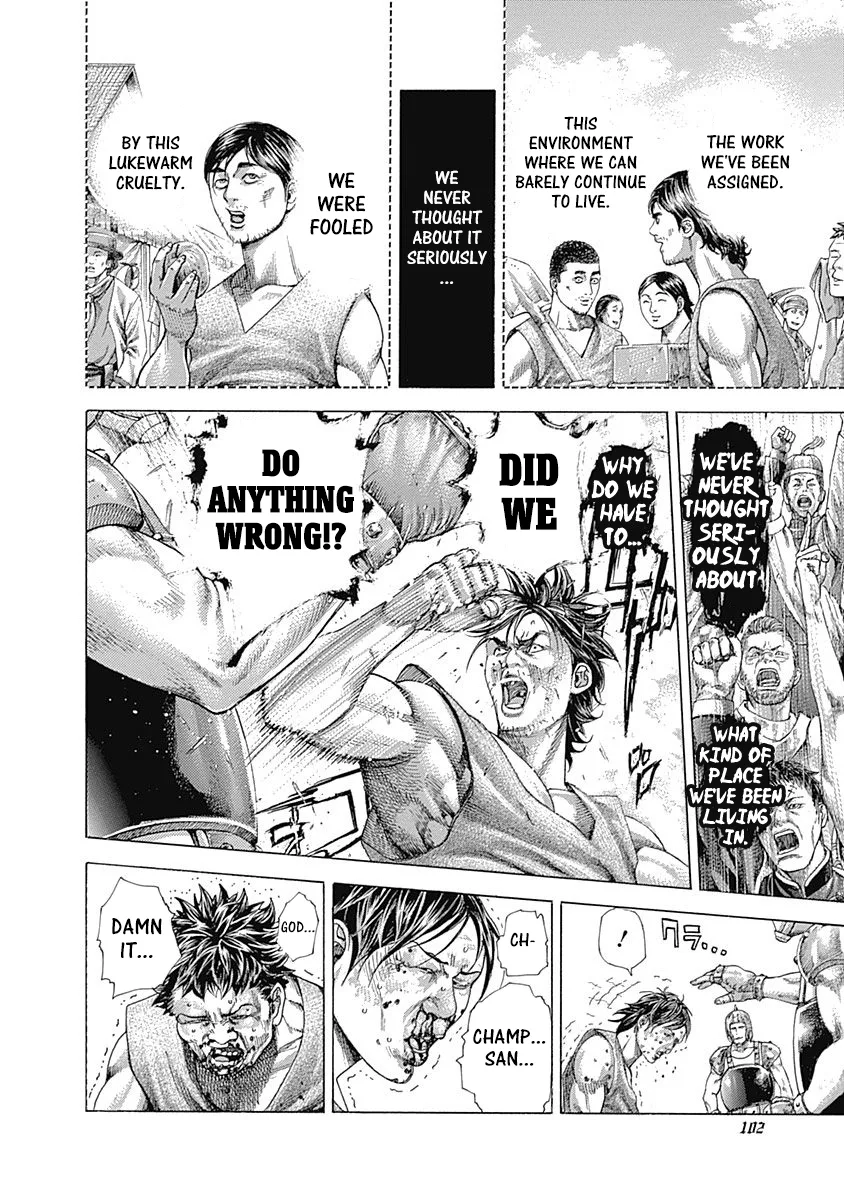 THE WORK
WE'VE BEEN
ASSIGNED.
THIS
ENVIRONMENT
WHERE WE CAN
BARELY CONTINUE
TO LIVE.
WE
NEVER
THOUGHT
ABOUT IT
SERIOUSLY
...
WE
WERE
FOOLED
BY THIS
LUKEWARM
CRUELTY.
WE'VE
NEVER
THOUGHT
SERI-
OUSLY
ABOUT
WHAT
KIND OF
PLACE
WE'VE BEEN
LIVING
IN.
WHY
DO WE
HAVE
TO...
DID
WE
DO
ANYTHING
WRONG!?
!
クラ...
CH-
CHAMP...
SAN...
GOD...
DAMN
IT...
102